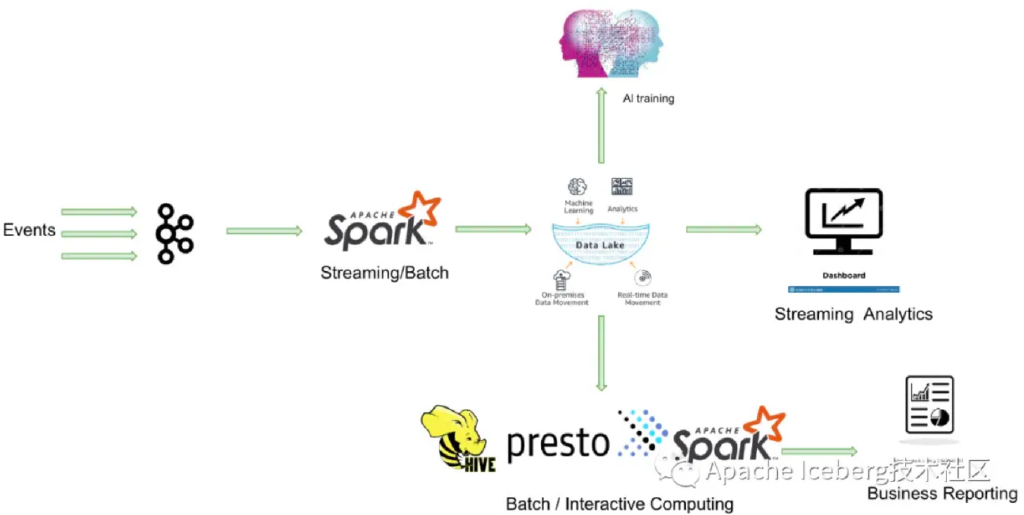 AI training
Machine
Learning
Analytics
Events
APACHE
Spark™
Streaming/Batch
Data Lake
On-premises
Data Movement
Real-time Data
Movement
Dashboard
Streaming Analytics
HIVE
presto
APACHE
Spark™
Apache Iceberg技术社区
Batch / Interactive Computing
Business Reporting